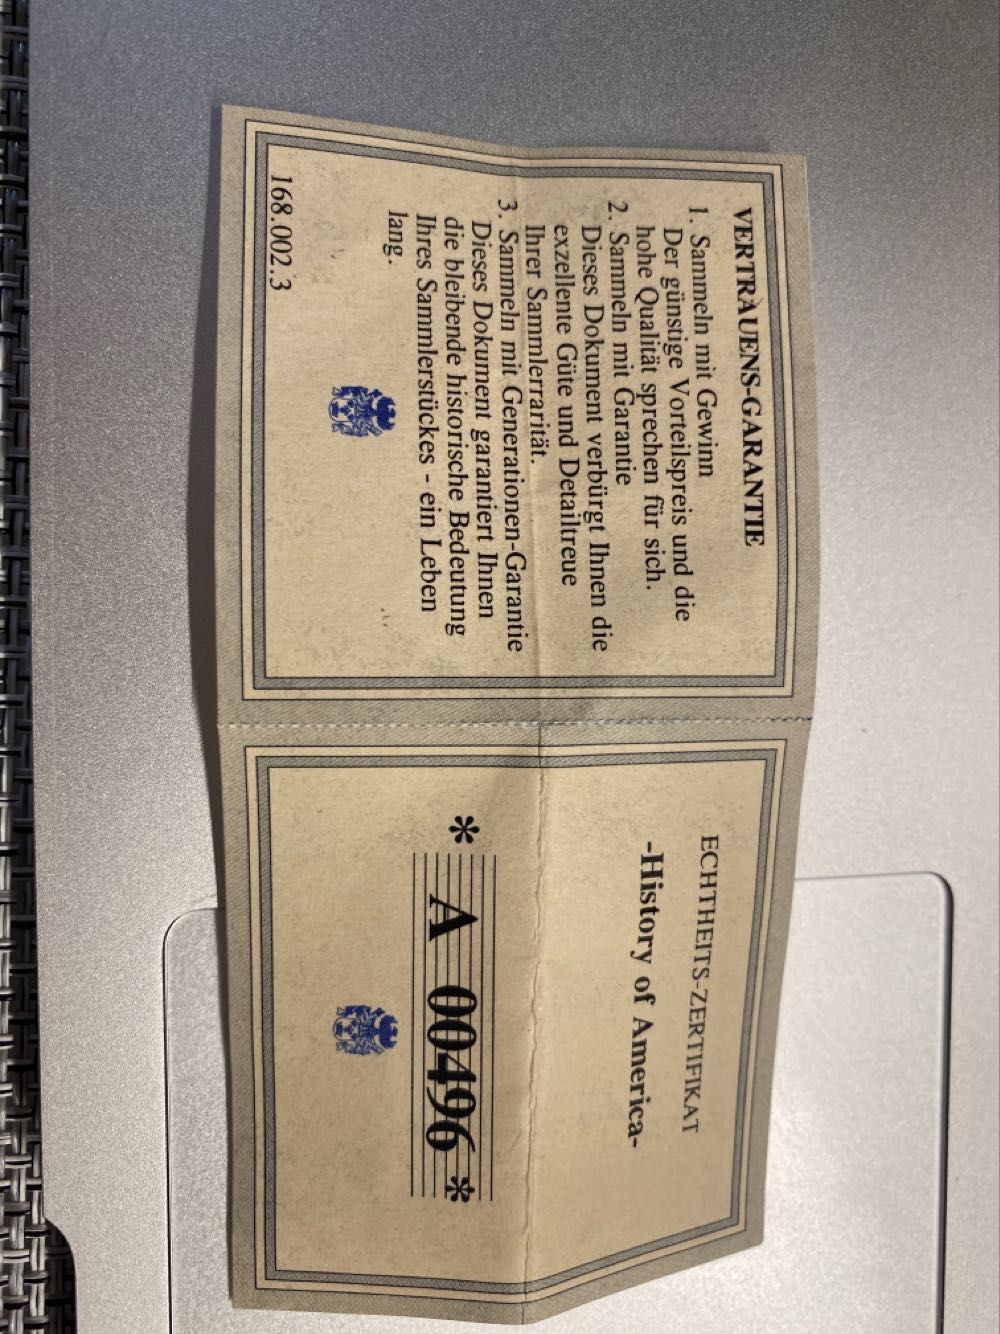 VERTRAUENS-GARANTIE
1. Sammeln mit Gewinn
Der günstige Vorteilspreis und die
hohe Qualität sprechen für sich.
2. Sammeln mit Garantie
Dieses Dokument verbürgt Ihnen die
exzellente Güte und Detailtreue
Ihrer Sammlerrarität.
3. Sammeln mit Generationen-Garantie
Dieses Dokument garantiert Ihnen
die bleibende historische Bedeutung
Ihres Sammlerstückes - ein Leben
lang.
168.002.3
ECHTHEITS-ZERTIFIKAT
-History of America-
* A 00496 *